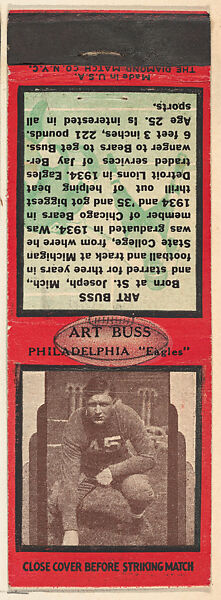 Made in U.S.A.
THE DIAMOND MATCH CO. N.Y.C.
ART BUSS
Born at St. Joseph, Mich.,
and starred for three years in
football and track at Michigan
State College, from where he
was graduated in 1934. Was
member of Chicago Bears in
1934 and '35 and got biggest
thrill out of helping beat
Detroit Lions in 1934. Eagles
traded services of Jay Ber-
wanger to Bears to get Buss.
6 feet 3 inches, 221 pounds.
Age 25. Is interested in all
sports.
ART BUSS
PHILADELPHIA "Eagles"
CLOSE COVER BEFORE STRIKING MATCH